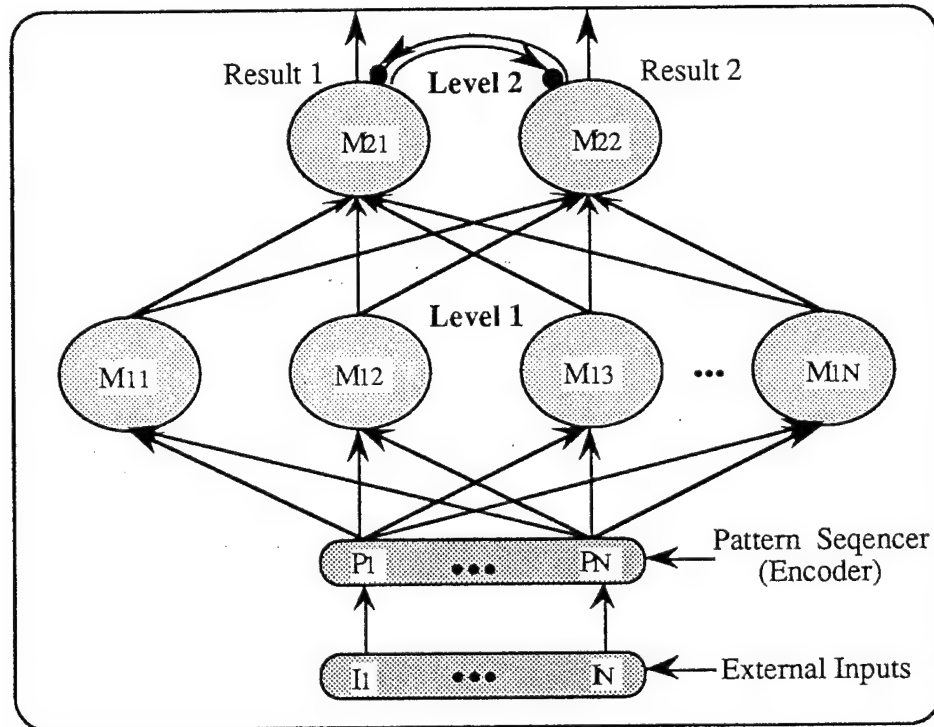 Result 1
Level 2
Result 2
M21
M22
Level 1
M11
M12
M13
•••
M1N
P1
•••
PN
Pattern Seqencer
(Encoder)
I1
•••
IN
External Inputs